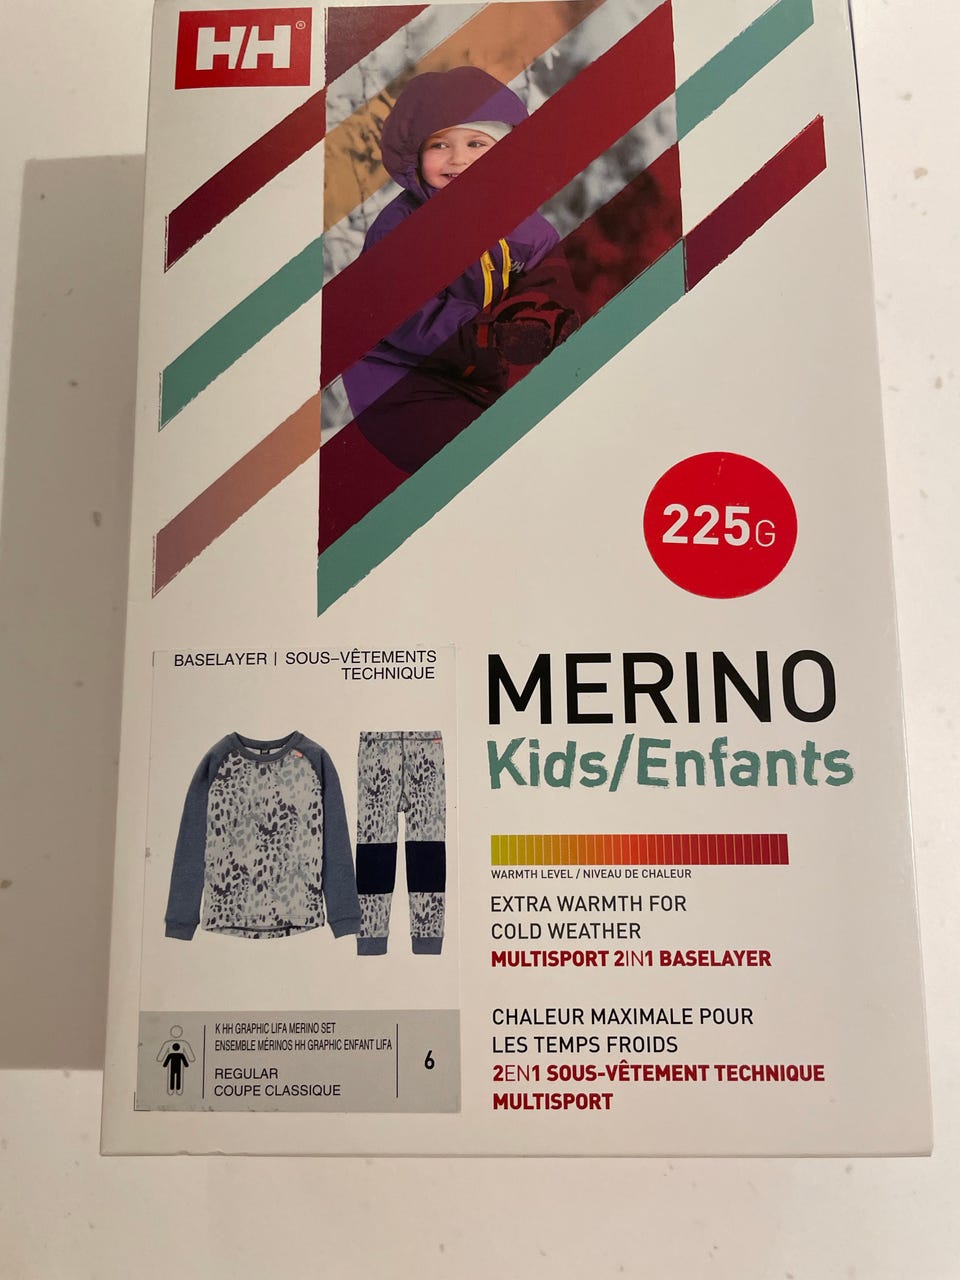 HH®
225G
BASELAYER | SOUS-VÊTEMENTS
TECHNIQUE
MERINO
Kids/Enfants
WARMTH LEVEL / NIVEAU DE CHALEUR
EXTRA WARMTH FOR
COLD WEATHER
MULTISPORT 2IN1 BASELAYER
K HH GRAPHIC LIFA MERINO SET
ENSEMBLE MÉRINOS HH GRAPHIC ENFANT LIFA
REGULAR
COUPE CLASSIQUE
6
CHALEUR MAXIMALE POUR
LES TEMPS FROIDS
2EN1 SOUS-VÊTEMENT TECHNIQUE
MULTISPORT